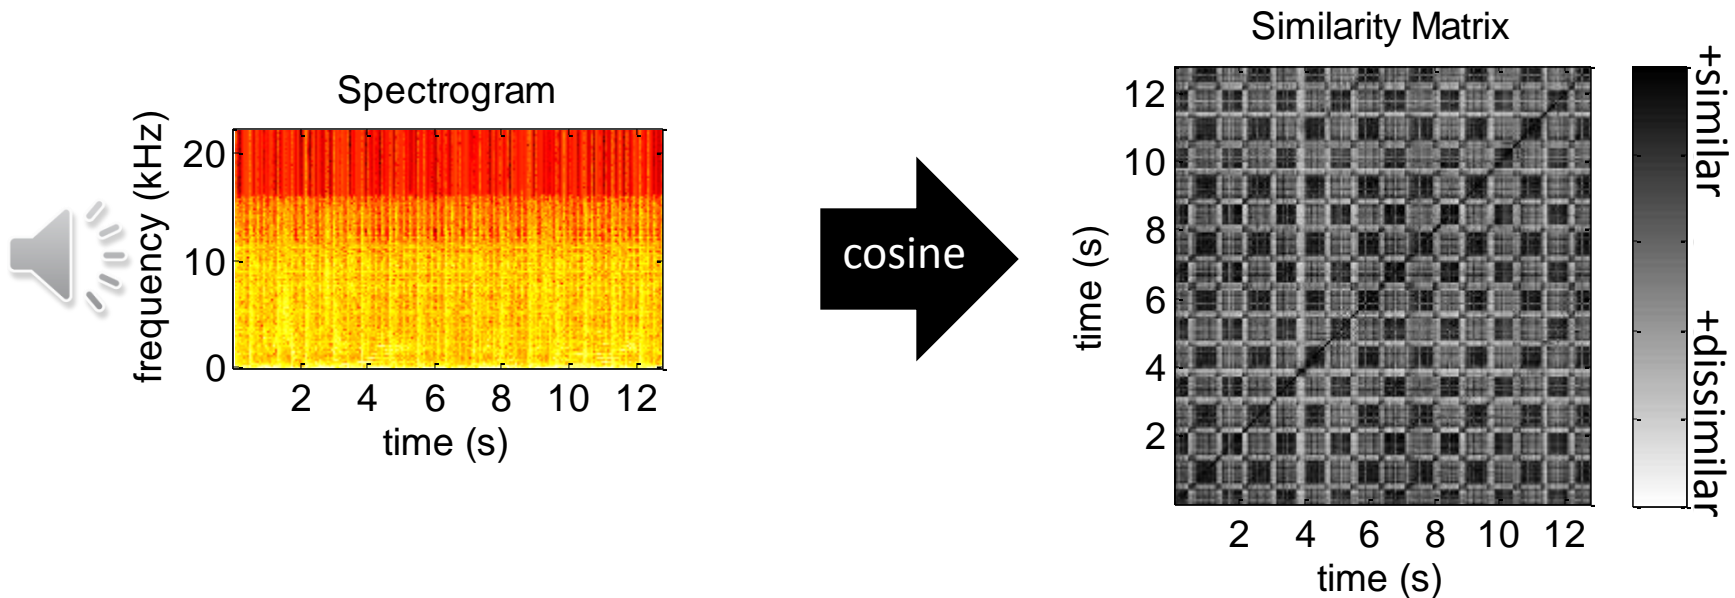 Spectrogram
frequency (kHz)
20
10
0
2 4 6 8 10 12
time (s)
cosine
Similarity Matrix
time (s)
12
10
8
6
4
2
2 4 6 8 10 12
time (s)
+similar
+dissimilar